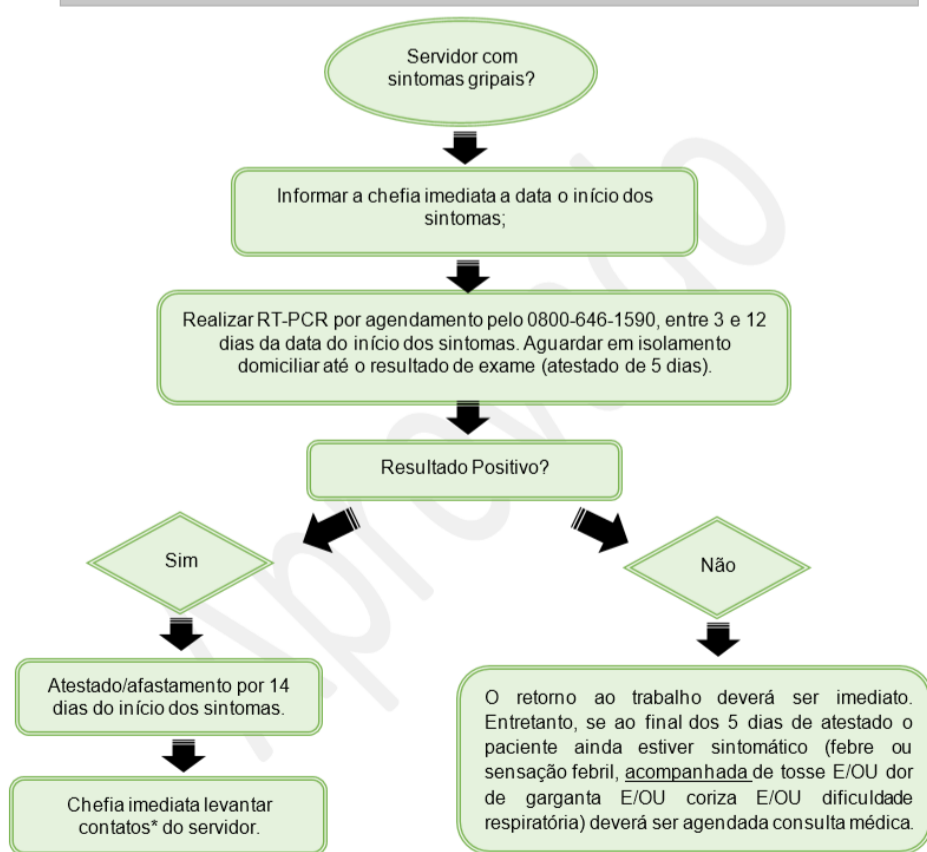 Servidor com
sintomas gripais?
Informar a chefia imediata a data o início dos
sintomas;
Realizar RT-PCR por agendamento pelo 0800-646-1590, entre 3 e 12
dias da data do início dos sintomas. Aguardar em isolamento
domiciliar até o resultado de exame (atestado de 5 dias).
Resultado Positivo?
Sim
Não
Atestado/afastamento por 14
dias do início dos sintomas.
Chefia imediata levantar
contatos* do servidor.
O retorno ao trabalho deverá ser imediato.
Entretanto, se ao final dos 5 dias de atestado o
paciente ainda estiver sintomático (febre ou
sensação febril, acompanhada de tosse E/OU dor
de garganta E/OU coriza E/OU dificuldade
respiratória) deverá ser agendada consulta médica.
Aprovado